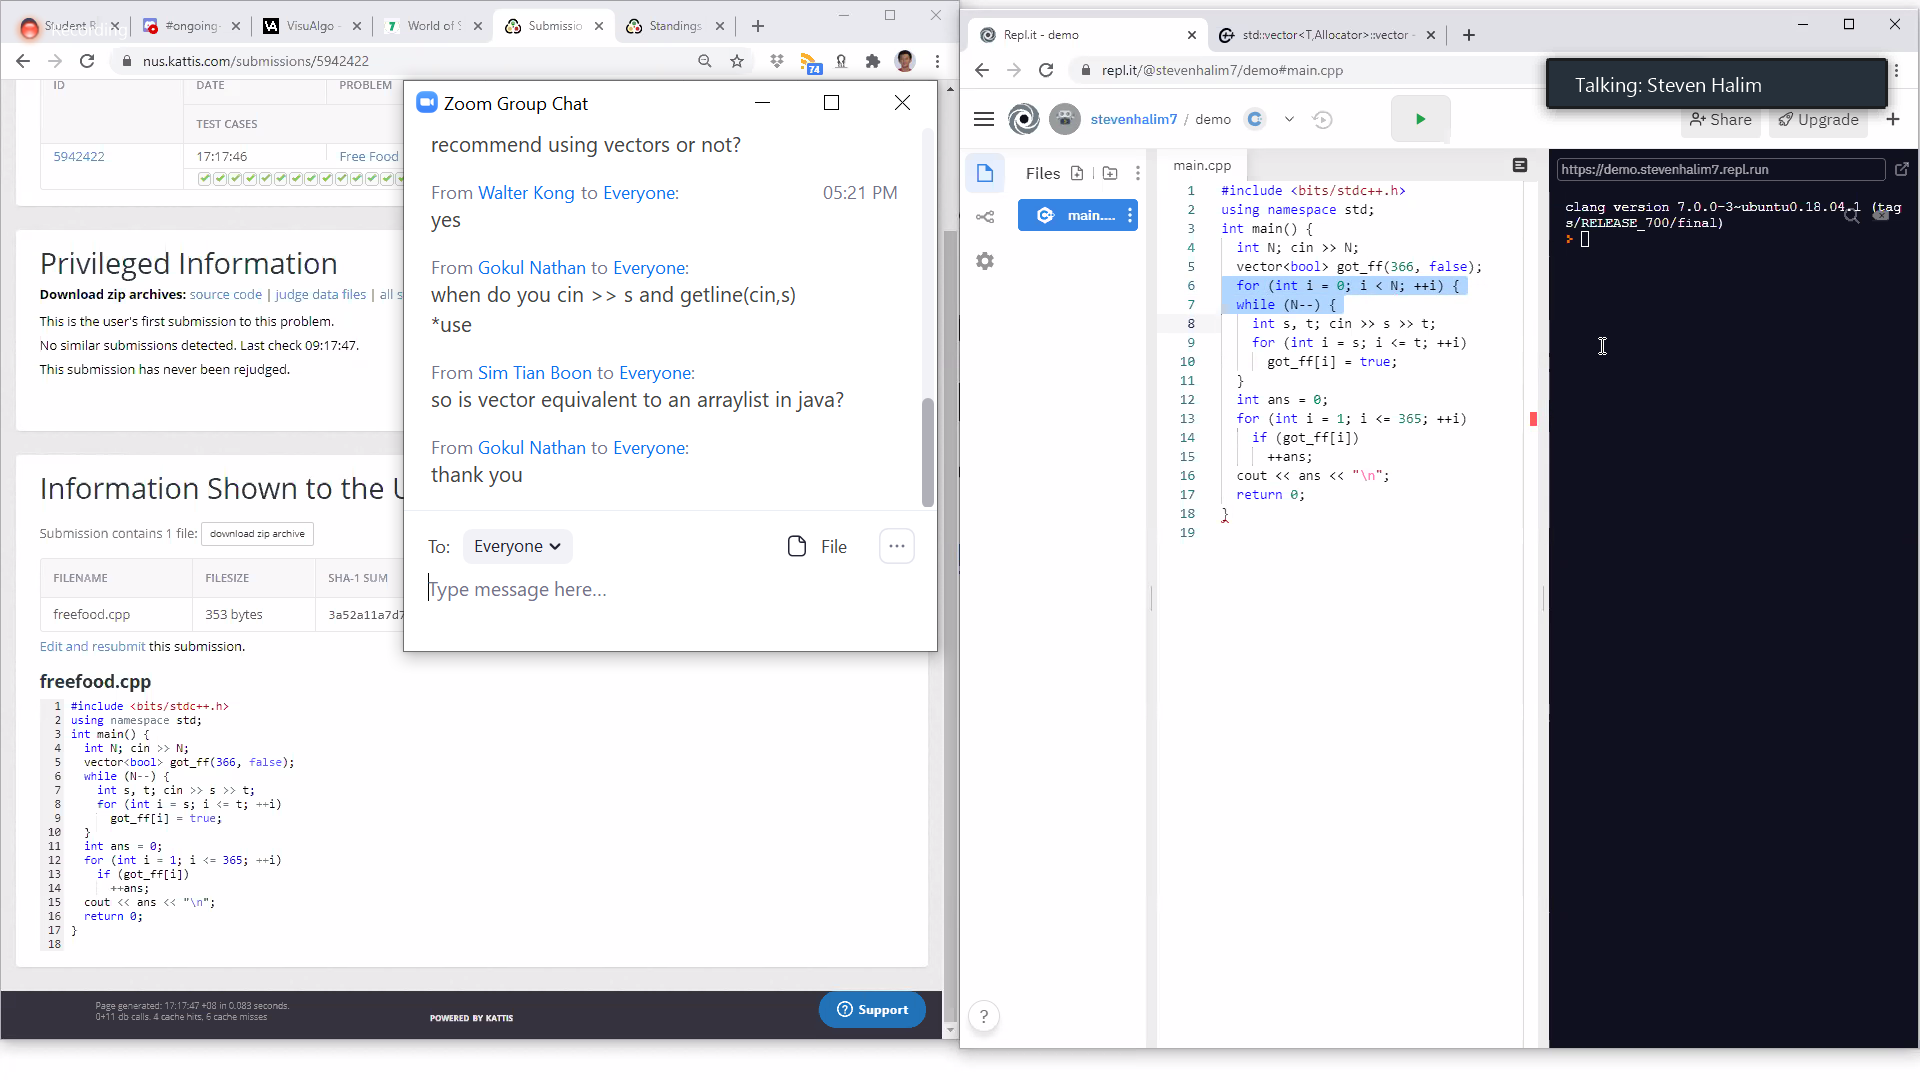 Student R
#ongoing-
VisuAlgo -
World of S
Submissio
Standings
Recording
nus.kattis.com/submissions/5942422
74
ID
DATE
PROBLEM
TEST CASES
5942422
17:17:46
Free Food
Privileged Information
Download zip archives: source code | judge data files | all s
This is the user's first submission to this problem.
No similar submissions detected. Last check 09:17:47.
This submission has never been rejudged.
Information Shown to the U
Submission contains 1 file: download zip archive
FILENAME
FILESIZE
SHA-1 SUM
freefood.cpp
353 bytes
3a52a11a7d7
Edit and resubmit this submission.
freefood.cpp
1 #include <bits/stdc++.h>
2 using namespace std;
3 int main() {
4 int N; cin >> N;
5 vector<bool> got_ff(366, false);
6 while (N--) {
7 int s, t; cin >> s >> t;
8 for (int i = s; i <= t; ++i)
9 got_ff[i] = true;
10 }
11 int ans = 0;
12 for (int i = 1; i <= 365; ++i)
13 if (got_ff[i])
14 ++ans;
15 cout << ans << "\n";
16 return 0;
17 }
18
Page generated: 17:17:47 +08 in 0.083 seconds.
0+11 db calls. 4 cache hits, 6 cache misses
POWERED BY KATTIS
Support
Zoom Group Chat
recommend using vectors or not?
From Walter Kong to Everyone:
05:21 PM
yes
From Gokul Nathan to Everyone:
when do you cin >> s and getline(cin,s)
*use
From Sim Tian Boon to Everyone:
so is vector equivalent to an arraylist in java?
From Gokul Nathan to Everyone:
thank you
To: Everyone
File
Type message here...
Repl.it - demo
std::vector<T,Allocator>::vector -
repl.it/@stevenhalim7/demo#main.cpp
Talking: Steven Halim
stevenhalim7 / demo
Share
Upgrade
Files
main....
main.cpp
1 #include <bits/stdc++.h>
2 using namespace std;
3 int main() {
4 int N; cin >> N;
5 vector<bool> got_ff(366, false);
6 for (int i = 0; i < N; ++i) {
7 while (N--) {
8 int s, t; cin >> s >> t;
9 for (int i = s; i <= t; ++i)
10 got_ff[i] = true;
11 }
12 int ans = 0;
13 for (int i = 1; i <= 365; ++i)
14 if (got_ff[i])
15 ++ans;
16 cout << ans << "\n";
17 return 0;
18 }
19
https://demo.stevenhalim7.repl.run
clang version 7.0.0-3~ubuntu0.18.04.1 (tag
s/RELEASE_700/final)